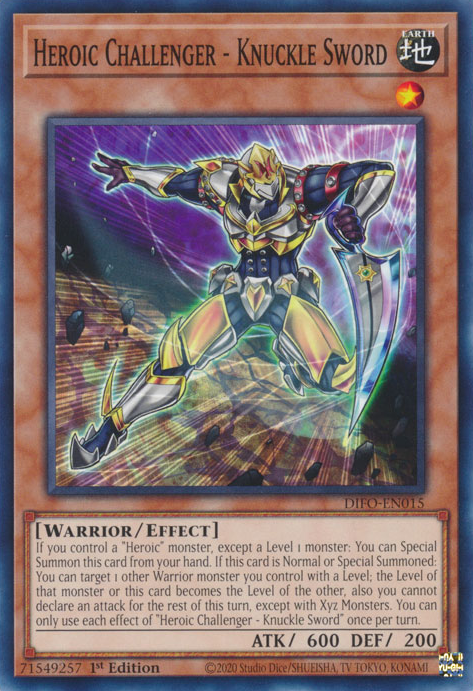 HEROIC CHALLENGER - KNUCKLE SWORD
EARTH
地
DIFO-EN015
[WARRIOR/EFFECT]
If you control a "Heroic" monster, except a Level 1 monster: You can Special
Summon this card from your hand. If this card is Normal or Special Summoned:
You can target 1 other Warrior monster you control with a Level; the Level of
that monster or this card becomes the Level of the other, also you cannot
declare an attack for the rest of this turn, except with Xyz Monsters. You can
only use each effect of "Heroic Challenger - Knuckle Sword" once per turn.
ATK/ 600 DEF/ 200
71549257 1st Edition ©2020 Studio Dice/SHUEISHA, TV TOKYO, KONAMI